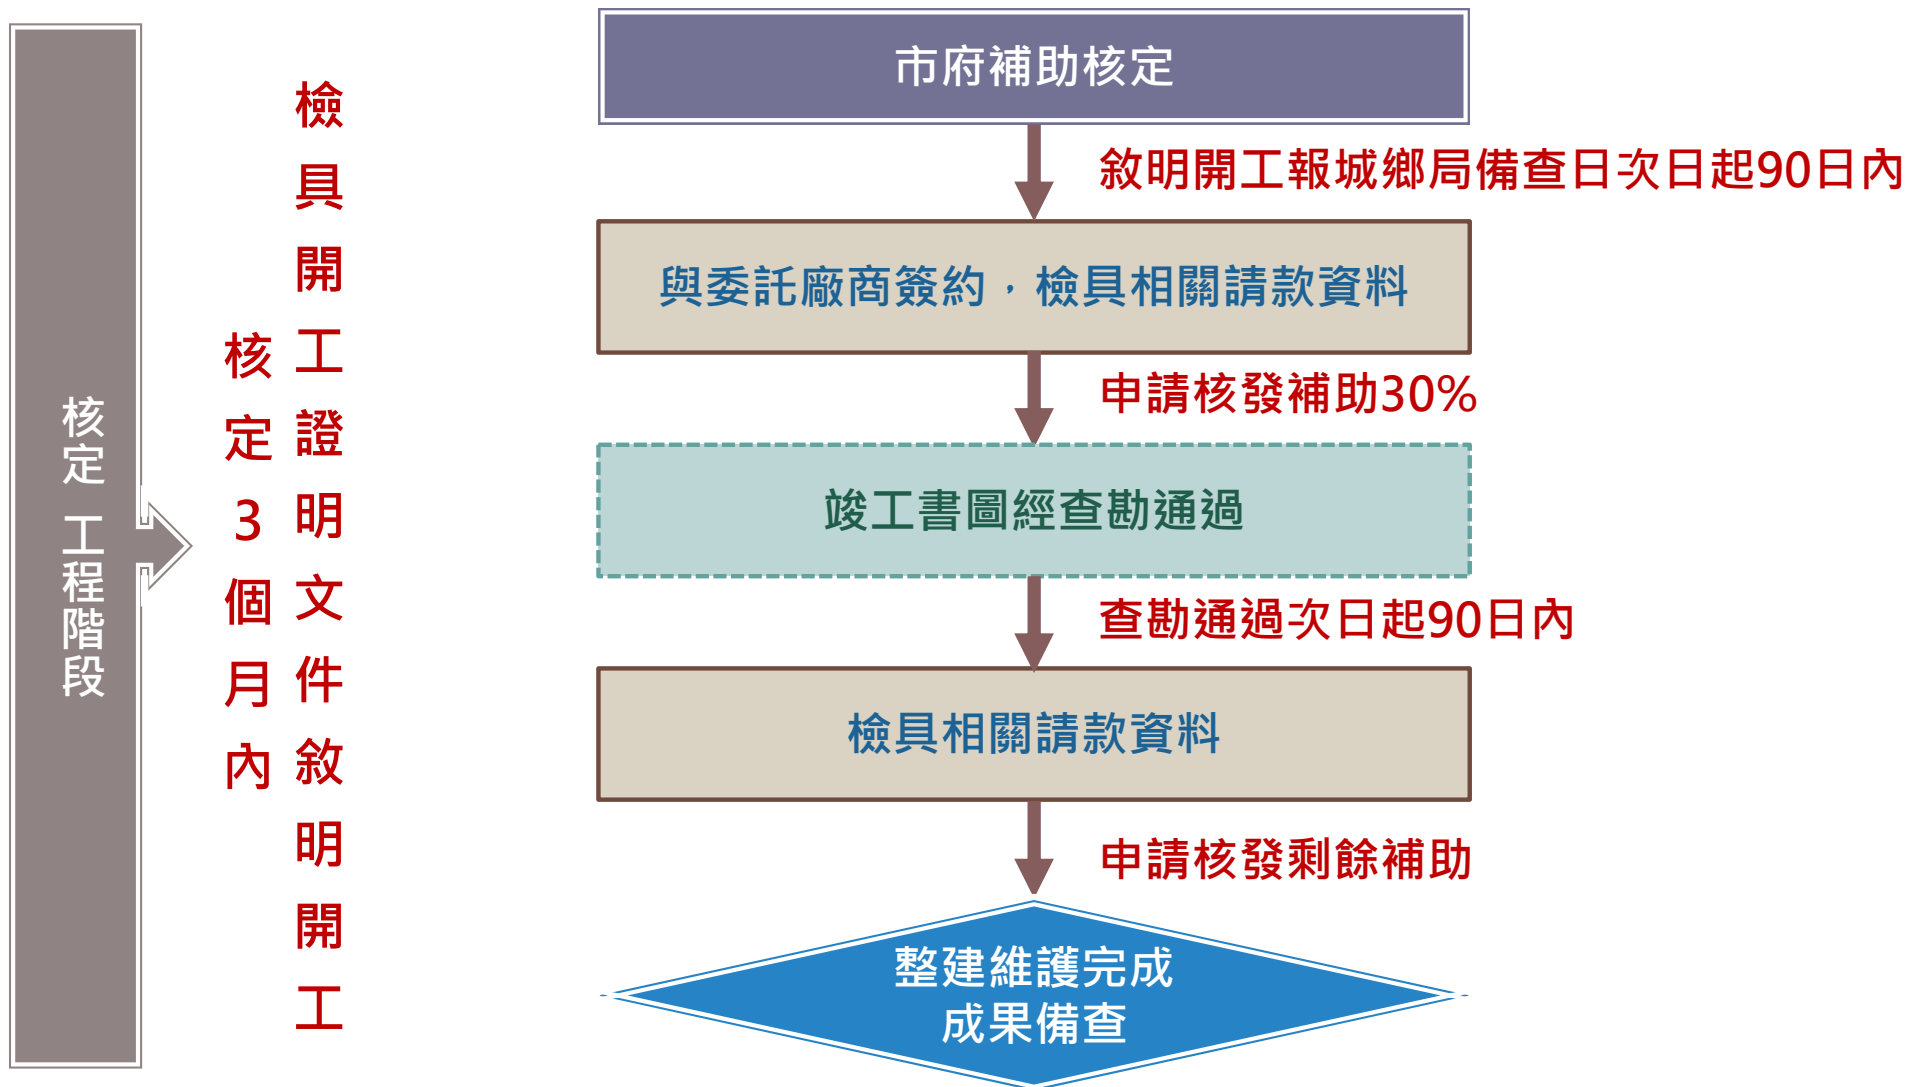 核定 工程階段
檢具開工證明文件敘明開工
核定3個月內
市府補助核定
敘明開工報城鄉局備查日次日起90日內
與委託廠商簽約，檢具相關請款資料
申請核發補助30%
竣工書圖經查勘通過
查勘通過次日起90日內
檢具相關請款資料
申請核發剩餘補助
整建維護完成
成果備查